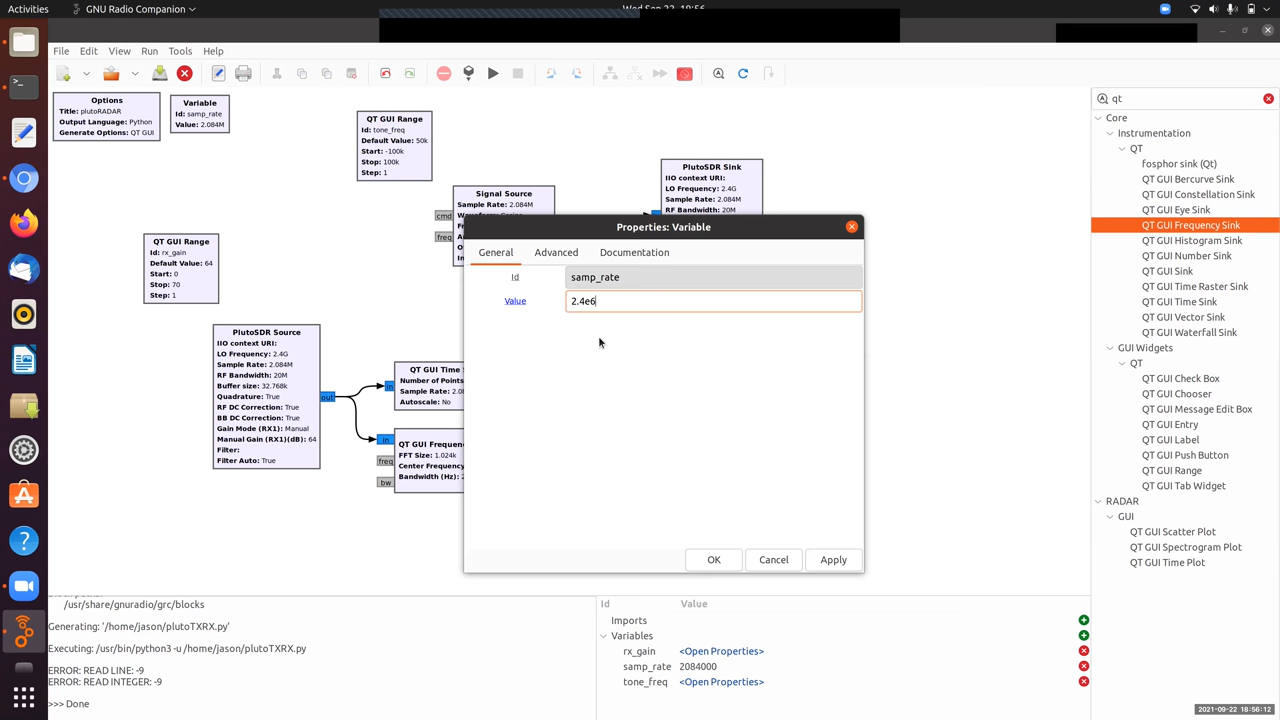 Activities
GNU Radio Companion
Wed Sep 22 18:56
File Edit View Run Tools Help
Options
Title: plutoRADAR
Output Language: Python
Generate Options: QT GUI
Variable
Id: samp_rate
Value: 2.084M
QT GUI Range
Id: tone_freq
Default Value: 50k
Start: -100k
Stop: 100k
Step: 1
Signal Source
Sample Rate: 2.084M
cmd
freq
PlutoSDR Sink
IIO context URI:
LO Frequency: 2.4G
Sample Rate: 2.084M
RF Bandwidth: 20M
QT GUI Range
Id: rx_gain
Default Value: 64
Start: 0
Stop: 70
Step: 1
PlutoSDR Source
IIO context URI:
LO Frequency: 2.4G
Sample Rate: 2.084M
RF Bandwidth: 20M
Buffer size: 32.768k
Quadrature: True
RF DC Correction: True
BB DC Correction: True
Gain Mode (RX1): Manual
Manual Gain (RX1)(dB): 64
Filter:
Filter Auto: True
out
in
QT GUI Time S
Number of Points
Sample Rate: 2.08
Autoscale: No
in
freq
bw
QT GUI Frequen
FFT Size: 1.024k
Center Frequency
Bandwidth (Hz): 2
Properties: Variable
General Advanced Documentation
Id samp_rate
Value 2.4e6
OK Cancel Apply
qt
Core
Instrumentation
QT
fosphor sink (Qt)
QT GUI Bercurve Sink
QT GUI Constellation Sink
QT GUI Eye Sink
QT GUI Frequency Sink
QT GUI Histogram Sink
QT GUI Number Sink
QT GUI Sink
QT GUI Time Raster Sink
QT GUI Time Sink
QT GUI Vector Sink
QT GUI Waterfall Sink
GUI Widgets
QT
QT GUI Check Box
QT GUI Chooser
QT GUI Message Edit Box
QT GUI Entry
QT GUI Label
QT GUI Push Button
QT GUI Range
QT GUI Tab Widget
RADAR
GUI
QT GUI Scatter Plot
QT GUI Spectrogram Plot
QT GUI Time Plot
/usr/share/gnuradio/grc/blocks
Generating: '/home/jason/plutoTXRX.py'
Executing: /usr/bin/python3 -u /home/jason/plutoTXRX.py
ERROR: READ LINE: -9
ERROR: READ INTEGER: -9
>>> Done
Id Value
Imports
Variables
rx_gain <Open Properties>
samp_rate 2084000
tone_freq <Open Properties>
2021-09-22 18:56:12